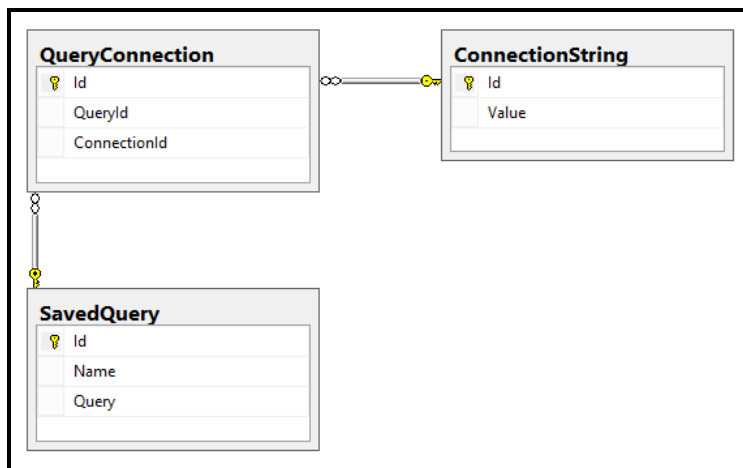 QueryConnection
Id
QueryId
ConnectionId
ConnectionString
Id
Value
SavedQuery
Id
Name
Query